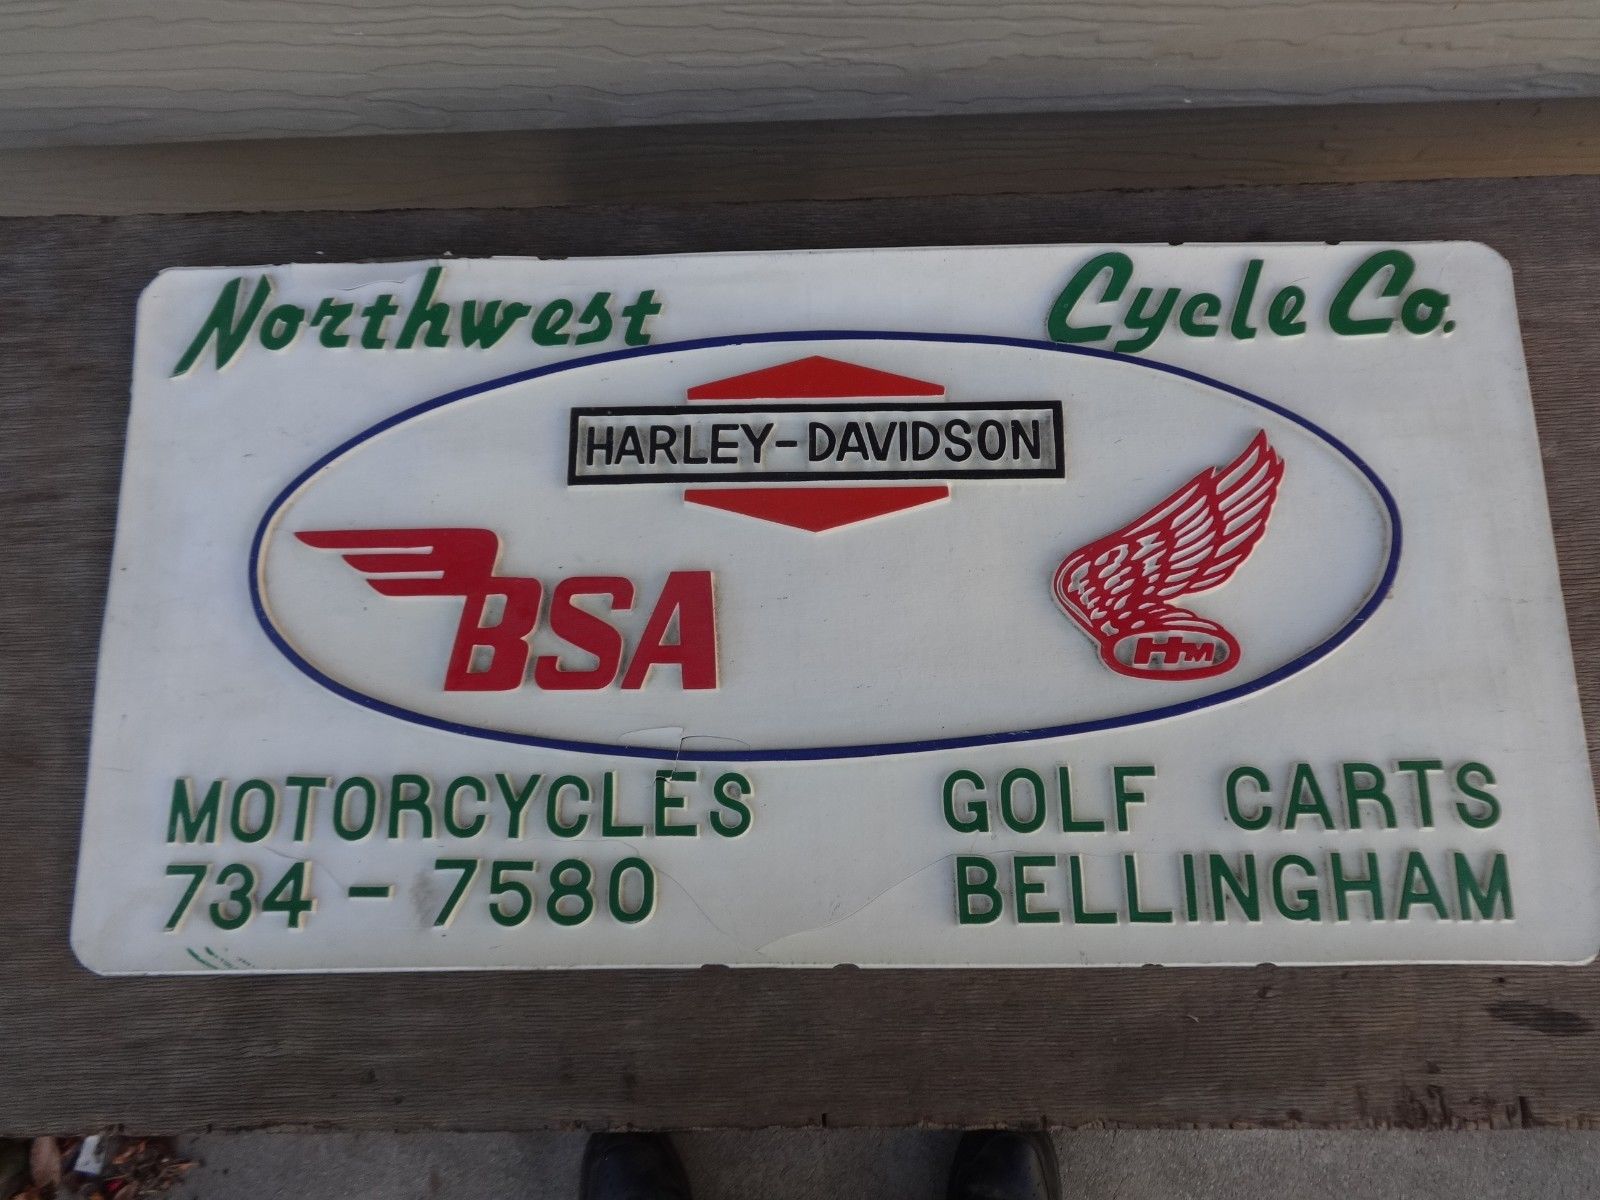 Northwest Cycle Co.
HARLEY-DAVIDSON
BSA
HM
MOTORCYCLES GOLF CARTS
734-7580 BELLINGHAM